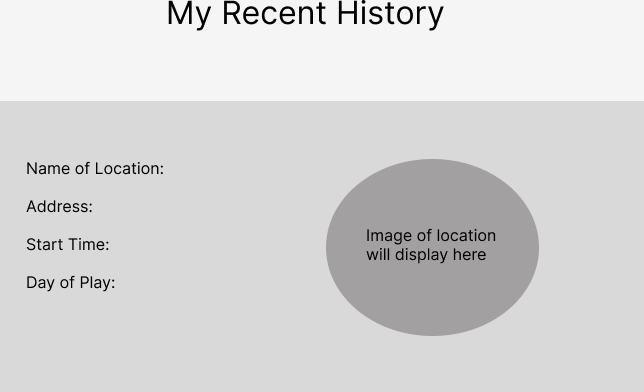 My Recent History
Name of Location:
Address:
Start Time:
Day of Play:
Image of location
will display here